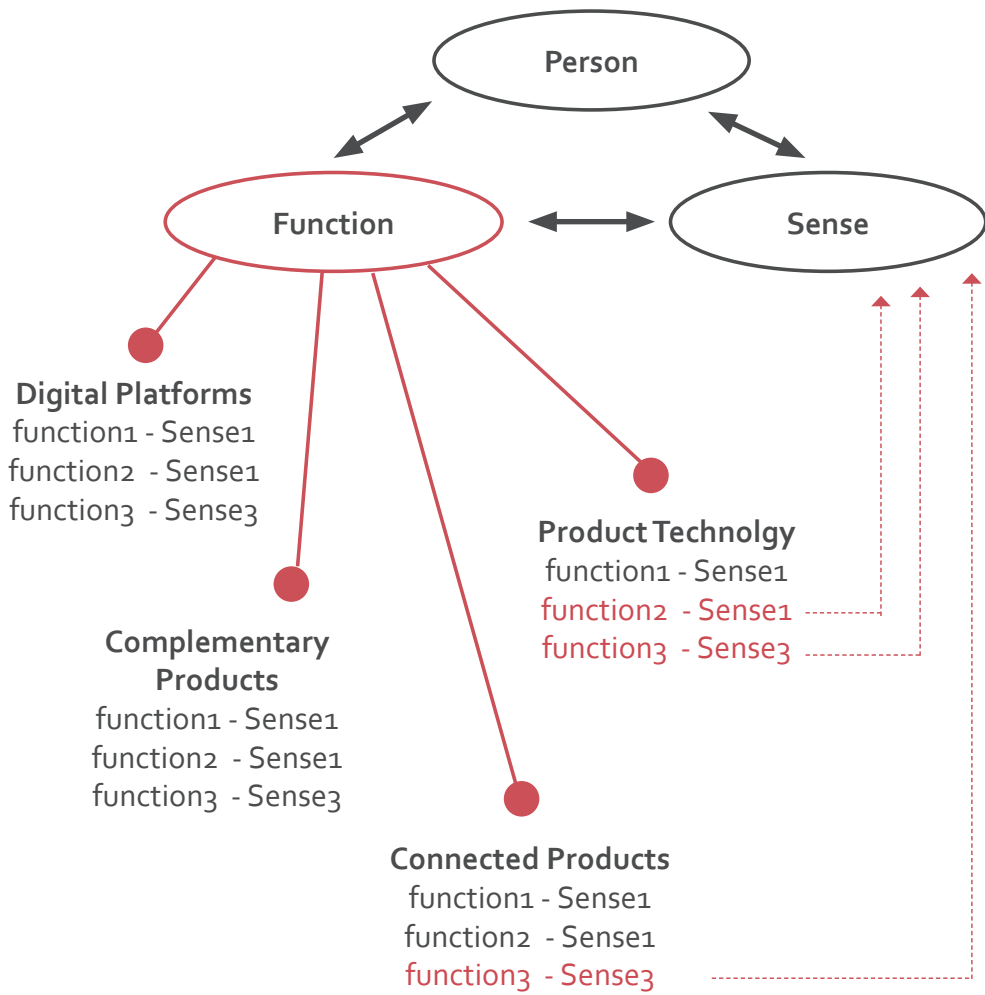 Person
Function
Sense
Digital Platforms
function1 - Sense1
function2 - Sense1
function3 - Sense3
Product Technolgy
function1 - Sense1
function2 - Sense1
function3 - Sense3
Complementary
Products
function1 - Sense1
function2 - Sense1
function3 - Sense3
Connected Products
function1 - Sense1
function2 - Sense1
function3 - Sense3